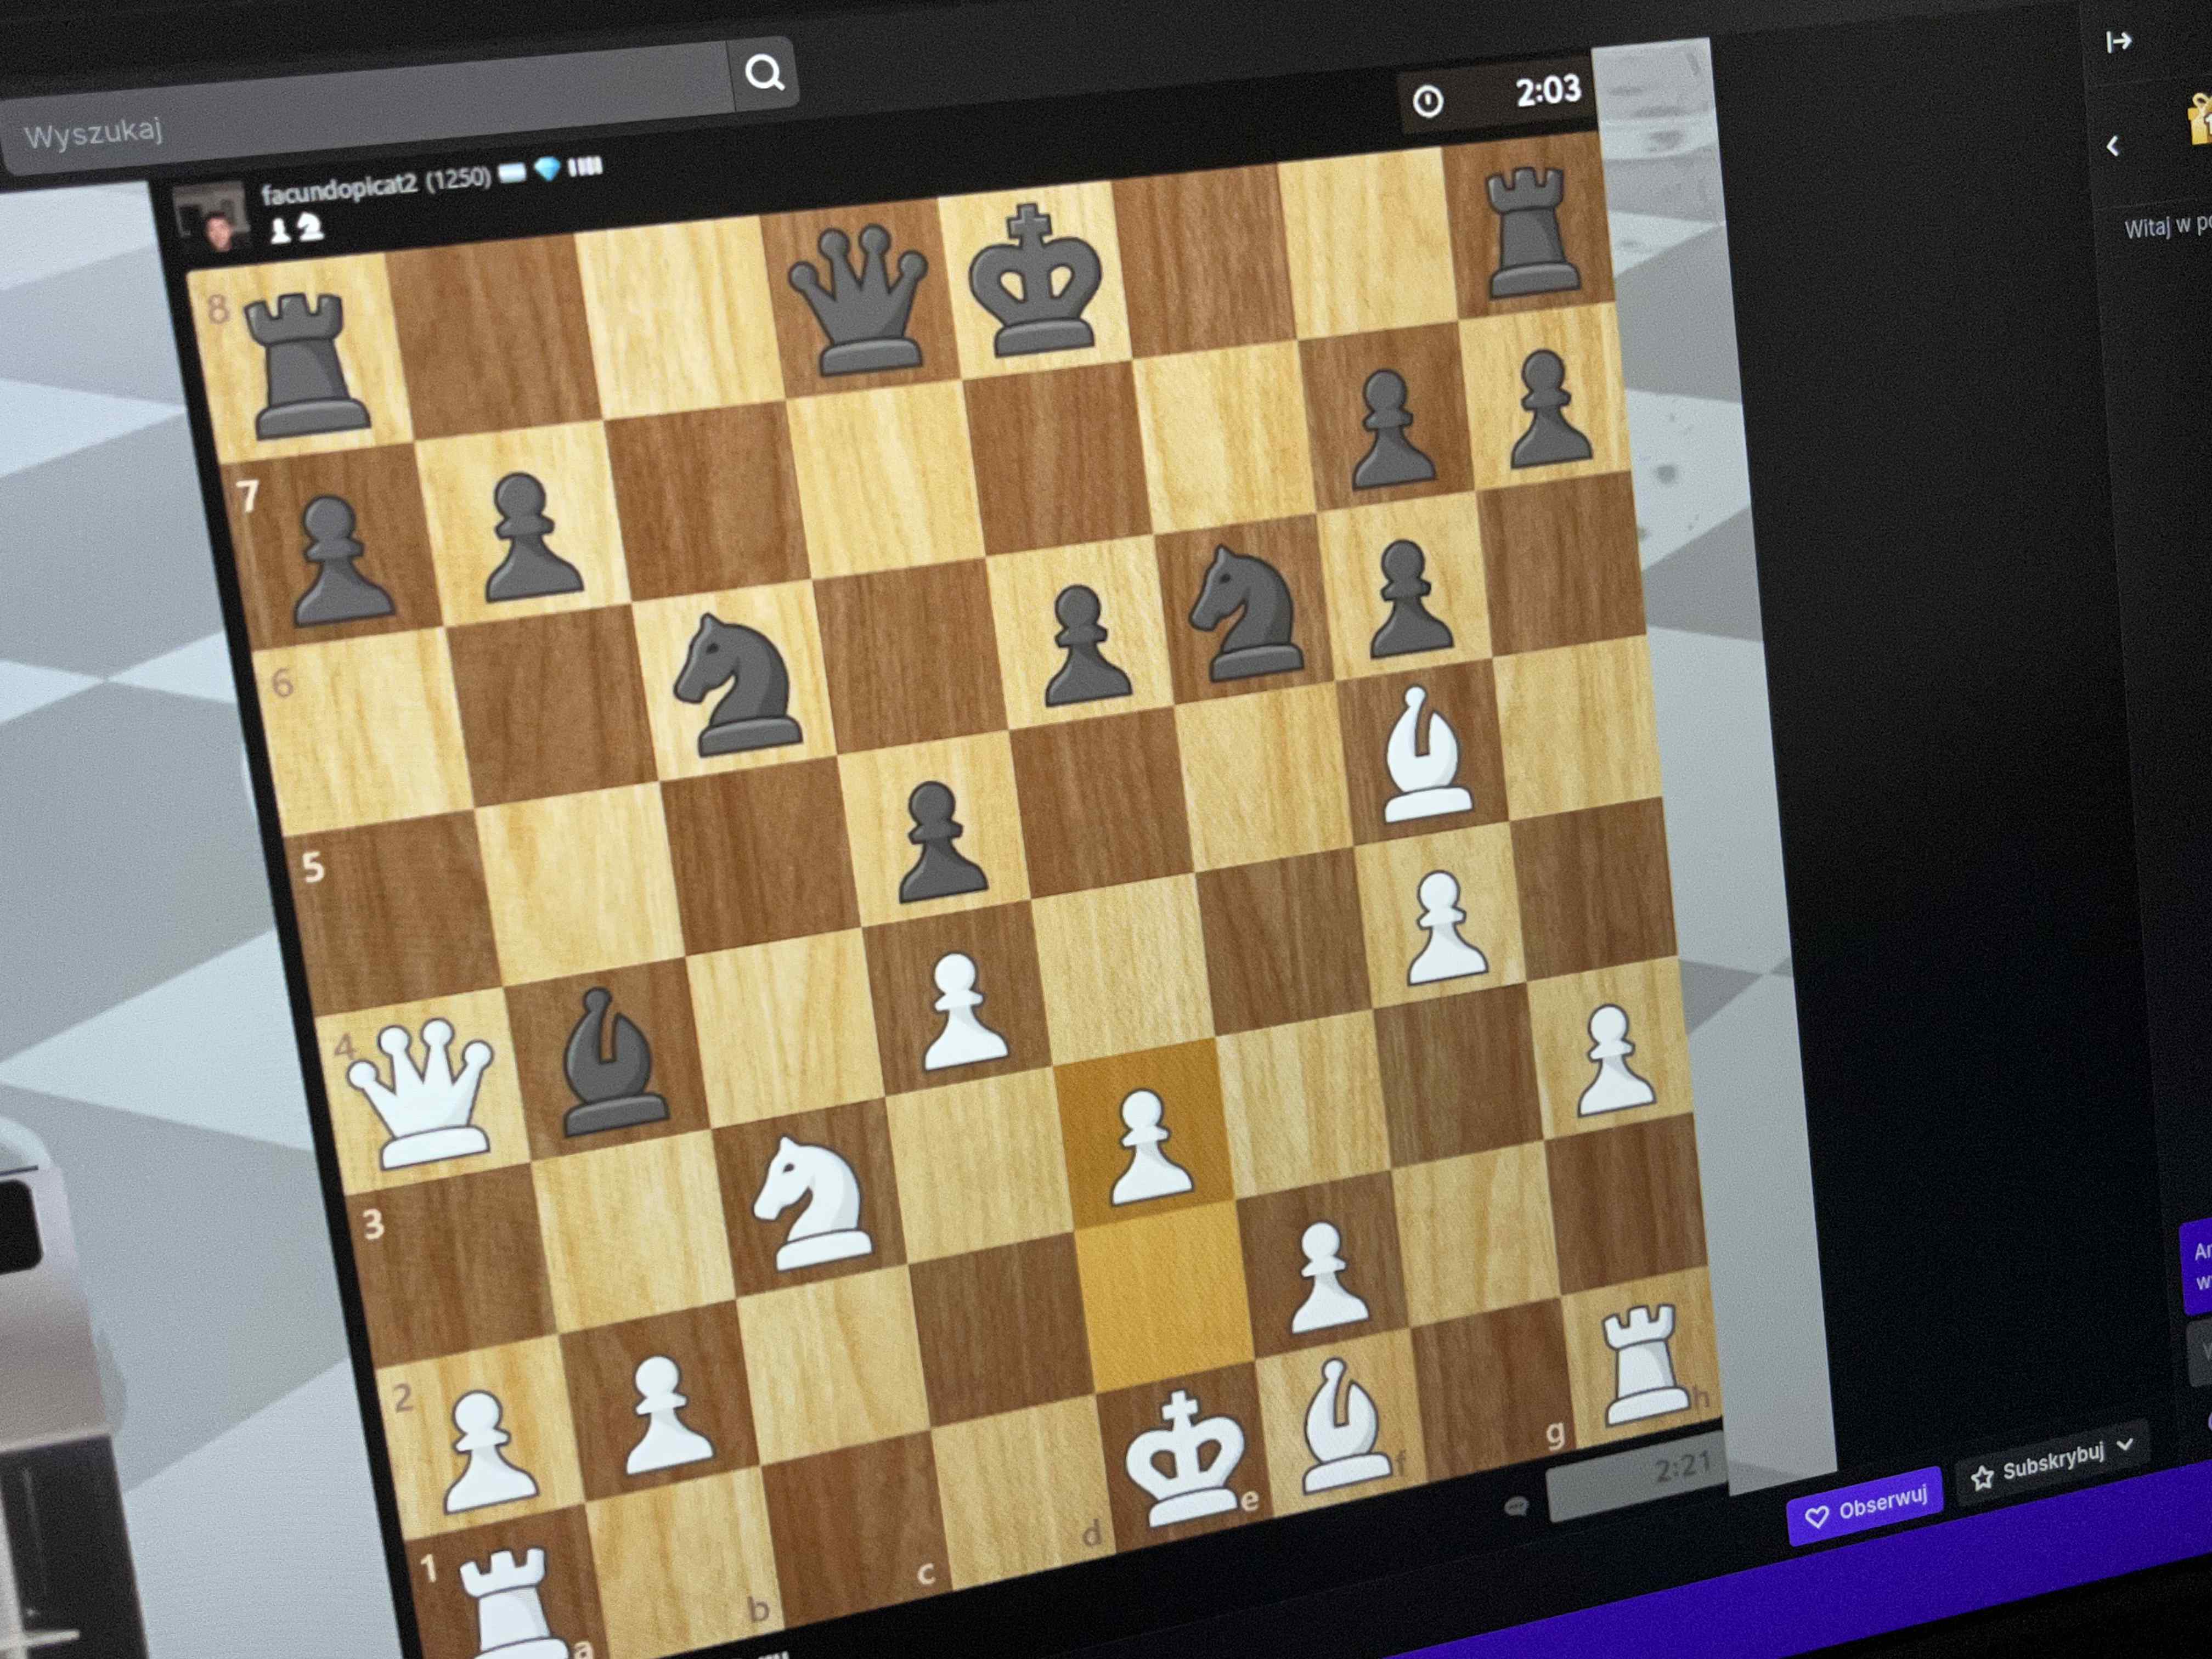 Wyszukaj
2:03
facundopicat2 (1250)
Witaj w
8
7
6
5
4
3
2
1
a
b
c
d
e
f
g
h
2:21
Obserwuj
Subskrybuj